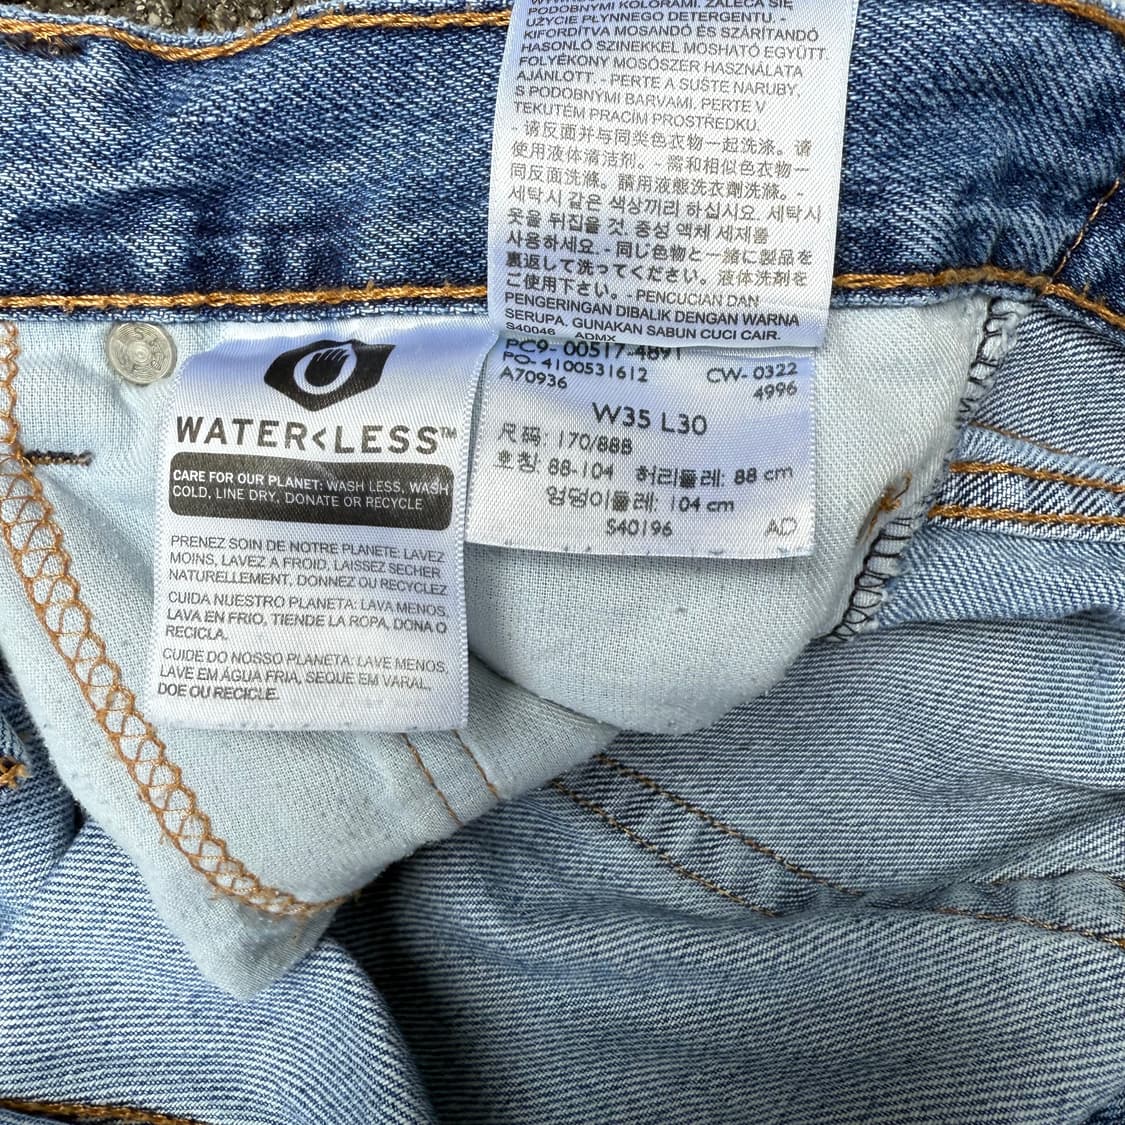 PODOBNYMI KOLORAMI. ZALECA SIĘ
UŻYCIE PŁYNNEGO DETERGENTU. -
KIFORDÍTVA MOSANDÓ ÉS SZÁRÍTANDÓ
HASONLÓ SZINEKKEL MOSHATÓ EGYÜTT.
FOLYÉKONY MOSÓSZER HASZNÁLATA
AJÁNLOTT. - PERTE A SUŠTE NARUBY,
S PODOBNÝMI BARVAMI. PERTE V
TEKUTÉM PRACÍM PROSTŘEDKU.
- 请反面并与同类色衣物一起洗涤。请
使用液体清洁剂。- 需和相似色衣物一
同反面洗滌。請用液態洗衣劑洗滌。-
세탁시 같은 색상끼리 하십시요. 세탁시
옷을 뒤집을 것. 중성 액체 세제를
사용하세요. - 同じ色物と一緒に製品を
裏返して洗ってください。液体洗剤を
ご使用下さい。- PENCUCIAN DAN
PENGERINGAN DIBALIK DENGAN WARNA
SERUPA. GUNAKAN SABUN CUCI CAIR.
S40046 ADMX
PC9- 00517-4891
PO- 4100531612 CW- 0322
A70936 4996
W35 L30
尺码: 170/88B
호칭: 88-104 허리둘레: 88 cm
엉덩이둘레: 104 cm
S40196 AD
WATER<LESS™
CARE FOR OUR PLANET: WASH LESS, WASH
COLD, LINE DRY, DONATE OR RECYCLE
PRENEZ SOIN DE NOTRE PLANETE: LAVEZ
MOINS, LAVEZ A FROID, LAISSEZ SECHER
NATURELLEMENT, DONNEZ OU RECYCLEZ
CUIDA NUESTRO PLANETA: LAVA MENOS,
LAVA EN FRIO, TIENDE LA ROPA, DONA O
RECICLA.
CUIDE DO NOSSO PLANETA: LAVE MENOS,
LAVE EM ÁGUA FRIA, SEQUE EM VARAL,
DOE OU RECICLE.